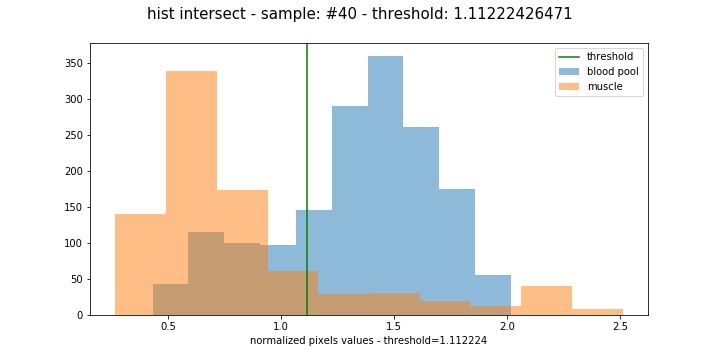 hist intersect - sample: #40 - threshold: 1.11222426471
threshold
blood pool
muscle
350
300
250
200
150
100
50
0
0.5 1.0 1.5 2.0 2.5
normalized pixels values - threshold=1.112224